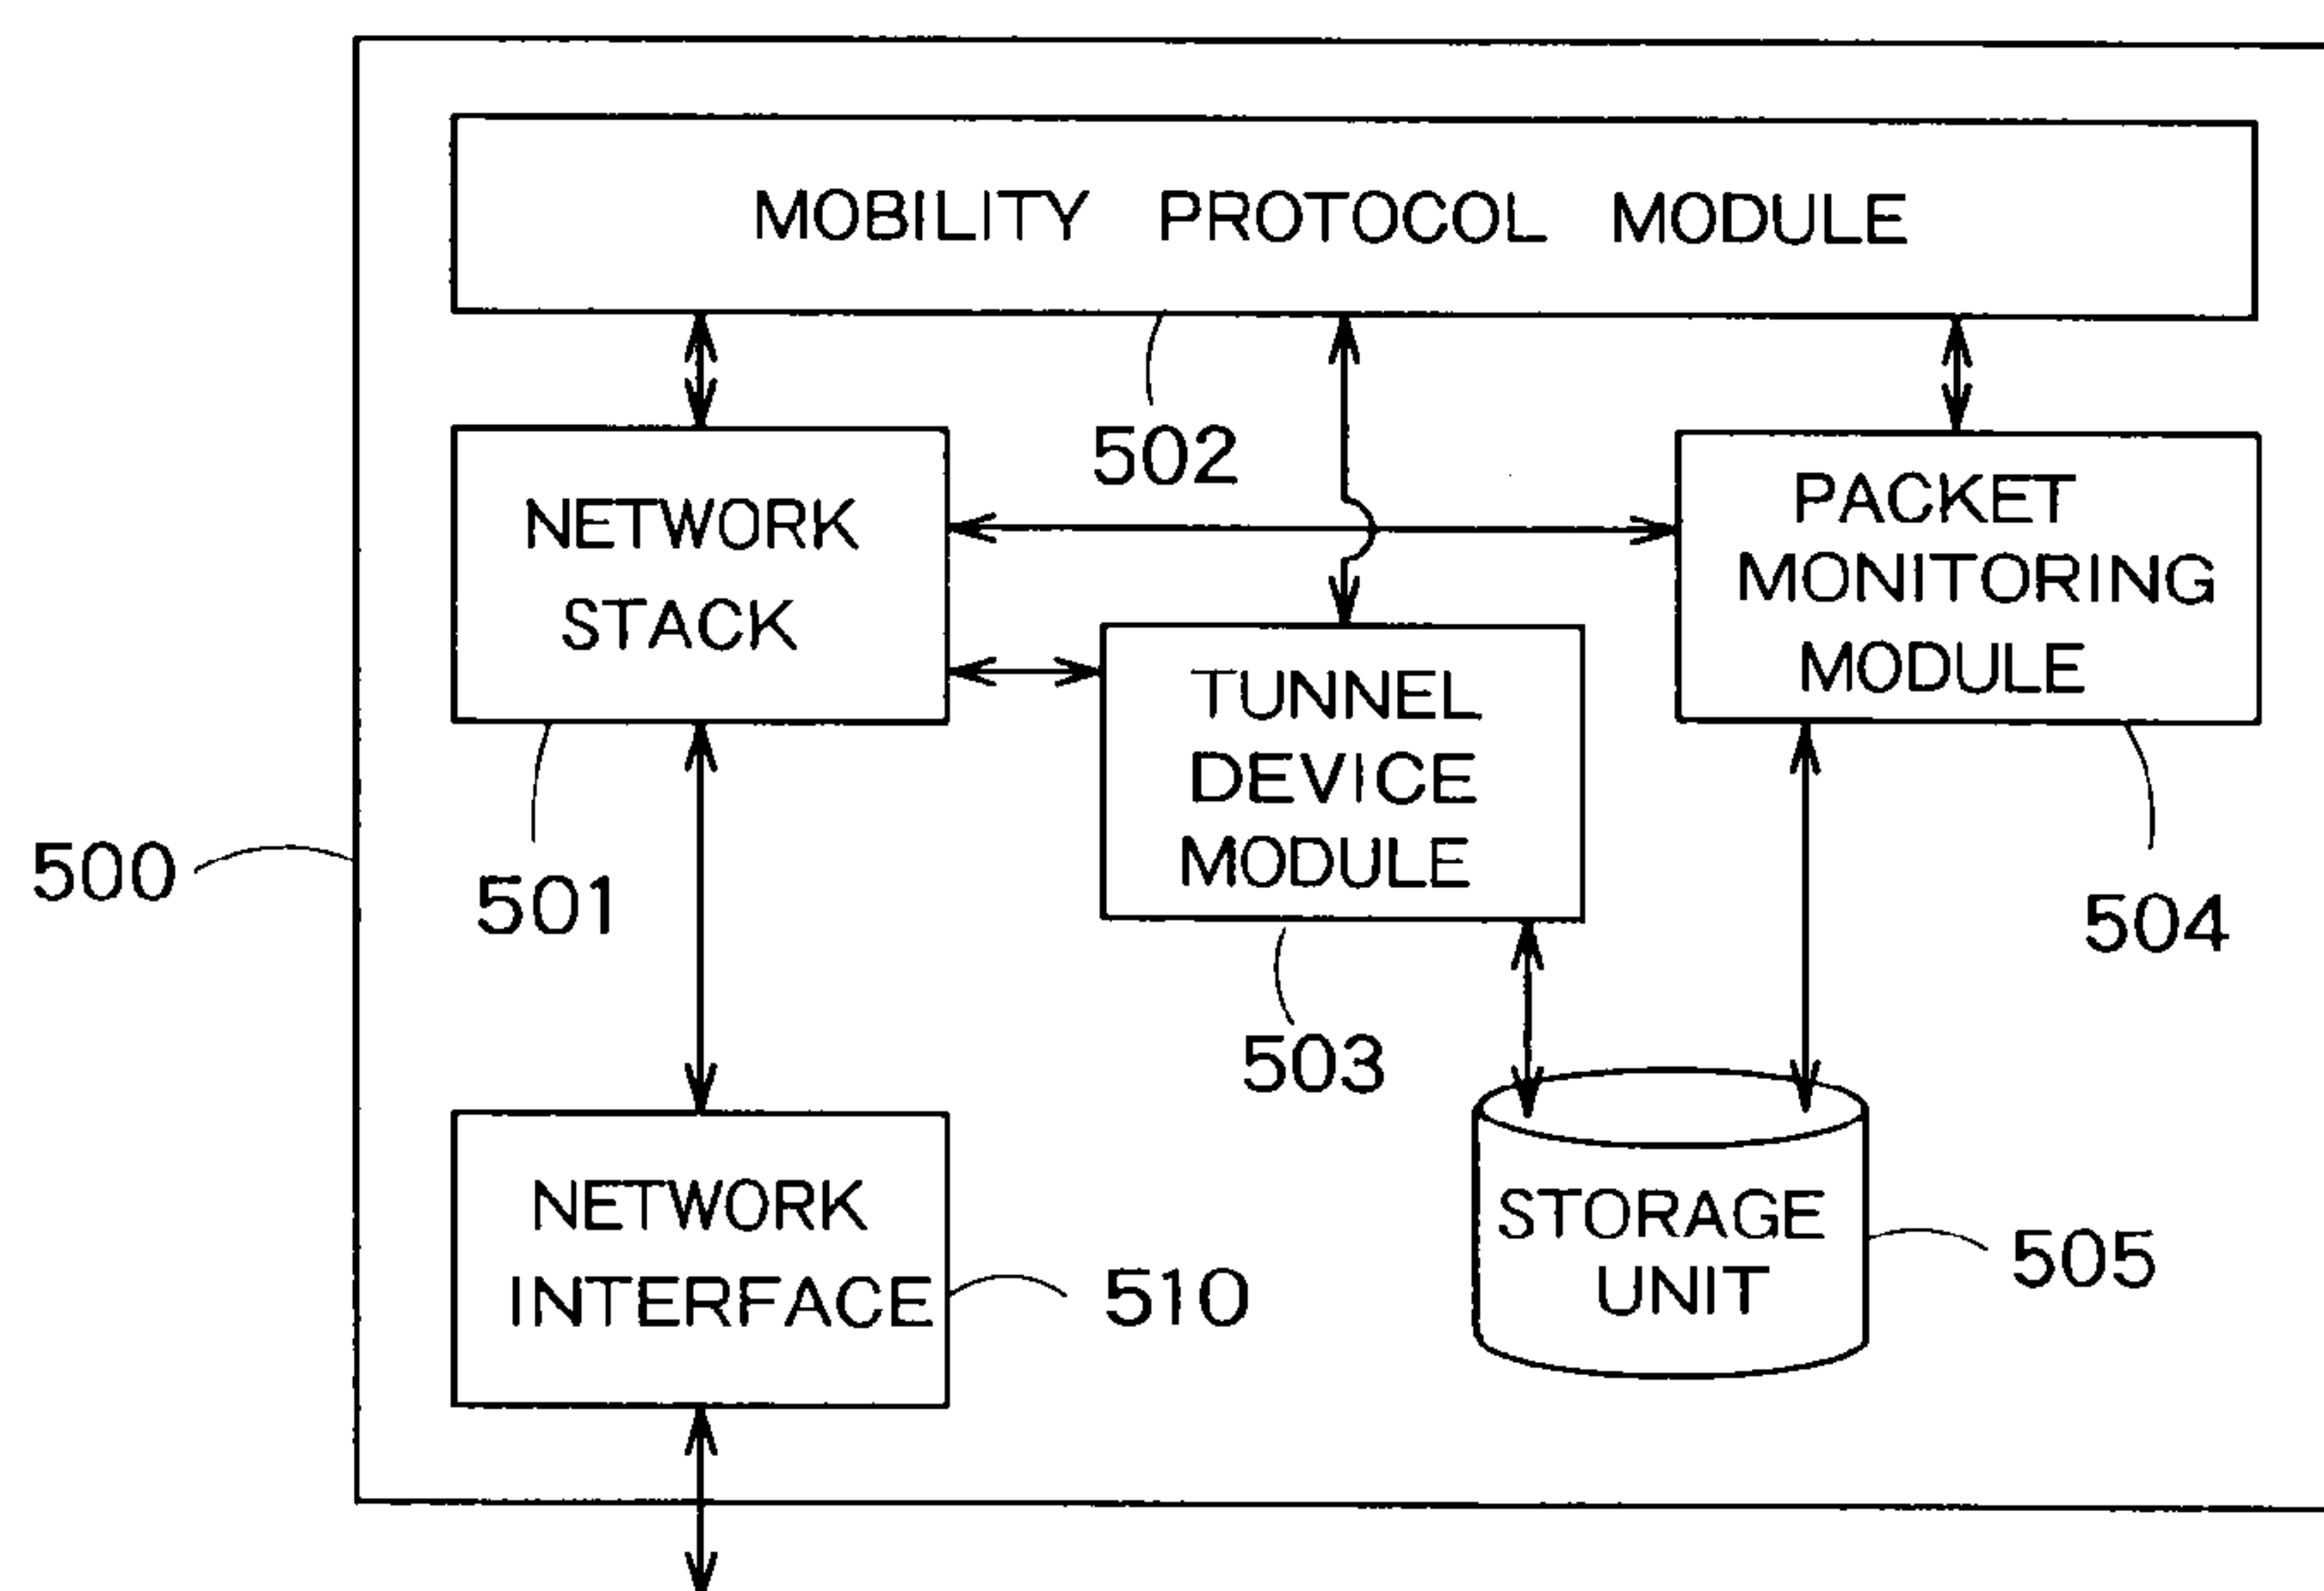 MOBILITY PROTOCOL MODULE
502
NETWORK
STACK
PACKET
MONITORING
MODULE
TUNNEL
DEVICE
MODULE
500
501
504
503
NETWORK
INTERFACE
510
STORAGE
UNIT
505